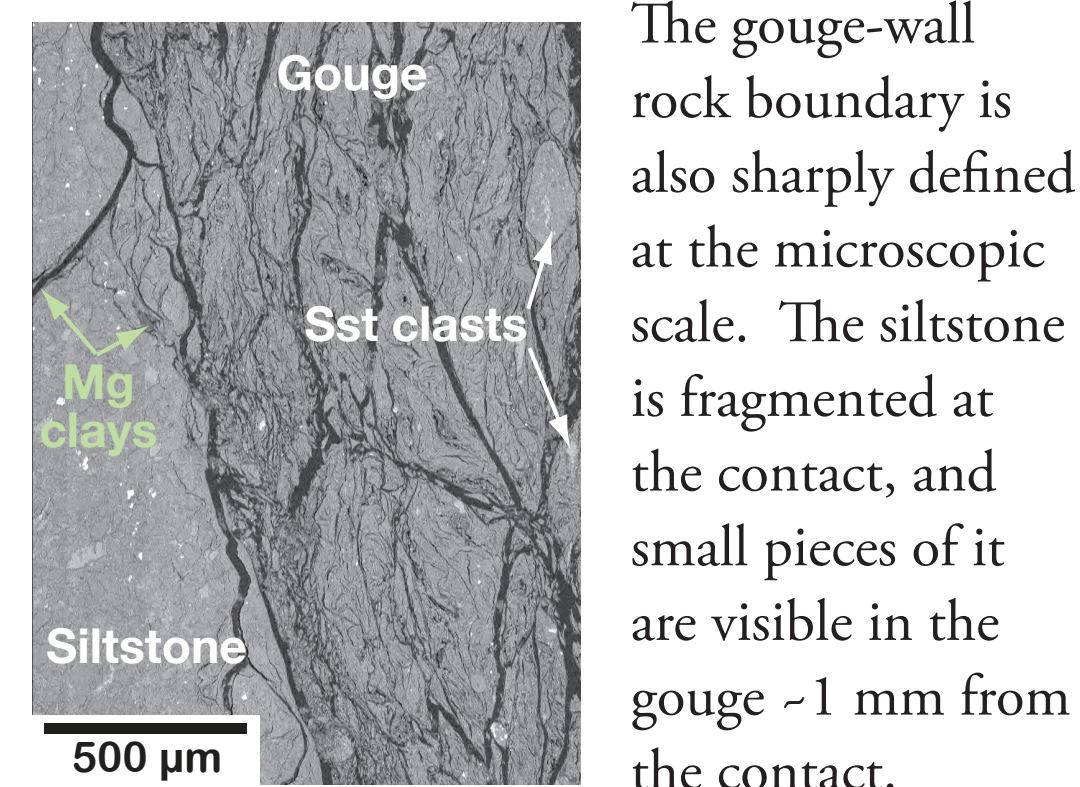 Gouge
Sst clasts
Mg
clays
Siltstone
500 µm
The gouge-wall
rock boundary is
also sharply defined
at the microscopic
scale.  The siltstone
is fragmented at
the contact, and
small pieces of it
are visible in the
gouge ~1 mm from
the contact.